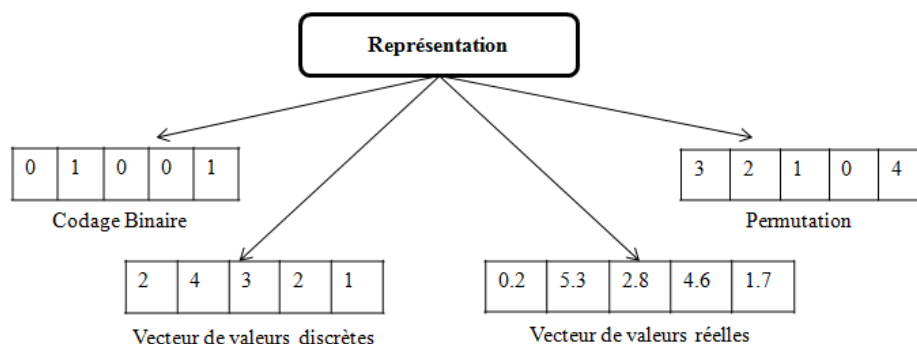 Représentation
0 1 0 0 1
Codage Binaire
3 2 1 0 4
Permutation
2 4 3 2 1
Vecteur de valeurs discrètes
0.2 5.3 2.8 4.6 1.7
Vecteur de valeurs réelles